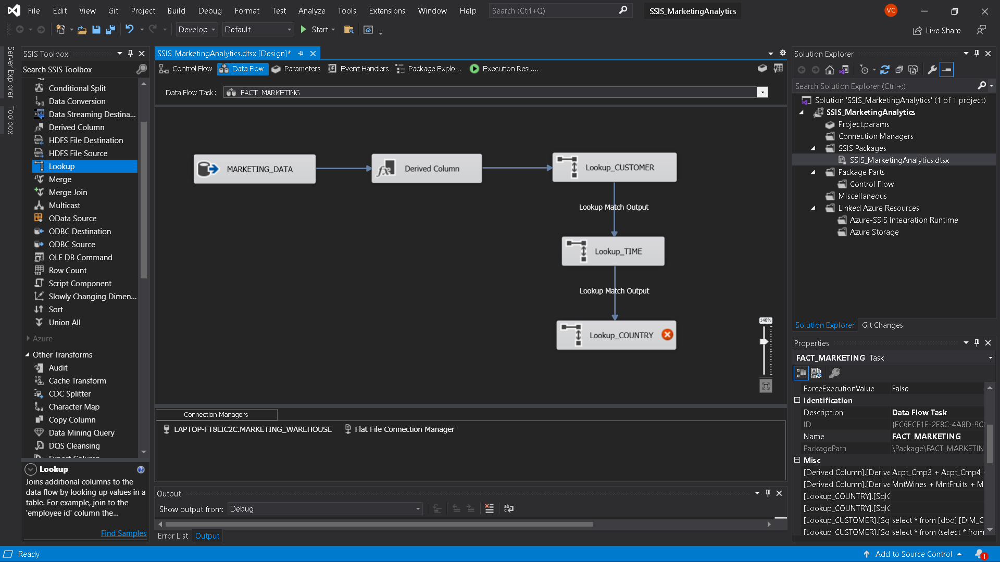 File Edit View Git Project Build Debug Format Test Analyze Tools Extensions Window Help Search (Ctrl+Q) SSIS_MarketingAnalytics VC
Develop Default Start Live Share
Server Explorer
Toolbox
SSIS Toolbox
Search SSIS Toolbox
Conditional Split
Data Conversion
Data Streaming Destina...
Derived Column
HDFS File Destination
HDFS File Source
Lookup
Merge
Merge Join
Multicast
OData Source
ODBC Destination
ODBC Source
OLE DB Command
Row Count
Script Component
Slowly Changing Dimen...
Sort
Union All
Azure
Other Transforms
Audit
Cache Transform
CDC Splitter
Character Map
Copy Column
Data Mining Query
DQS Cleansing
Export Column
Lookup
Joins additional columns to the
data flow by looking up values in a
table. For example, join to the
'employee id' column the...
Find Samples
SSIS_MarketingAnalytics.dtsx [Design]*
Control Flow Data Flow Parameters Event Handlers Package Explo... Execution Resu...
Data Flow Task: FACT_MARKETING
MARKETING_DATA
Derived Column
Lookup_CUSTOMER
Lookup Match Output
Lookup_TIME
Lookup Match Output
Lookup_COUNTRY
140%
Connection Managers
LAPTOP-FT8LIC2C.MARKETING_WAREHOUSE Flat File Connection Manager
Output
Show output from: Debug
Error List Output
Solution Explorer
Search Solution Explorer (Ctrl+;)
Solution 'SSIS_MarketingAnalytics' (1 of 1 project)
SSIS_MarketingAnalytics
Project.params
Connection Managers
SSIS Packages
SSIS_MarketingAnalytics.dtsx
Package Parts
Control Flow
Miscellaneous
Linked Azure Resources
Azure-SSIS Integration Runtime
Azure Storage
Solution Explorer Git Changes
Properties
FACT_MARKETING Task
ForceExecutionValue False
Identification
Description Data Flow Task
ID {EC6ECF1E-2E8C-4A8D-9C8
Name FACT_MARKETING
PackagePath \Package\FACT_MARKETIN
Misc
[Derived Column].[Derive Acpt_Cmp3 + Acpt_Cmp4 +
[Derived Column].[Derive MntWines + MntFruits + M
[Lookup_COUNTRY].[SqlC
[Lookup_COUNTRY].[SqlC
[Lookup_CUSTOMER].[Sq select * from [dbo].[DIM_C
[Lookup_CUSTOMER].[Sq select * from (select * from
Ready Add to Source Control 1